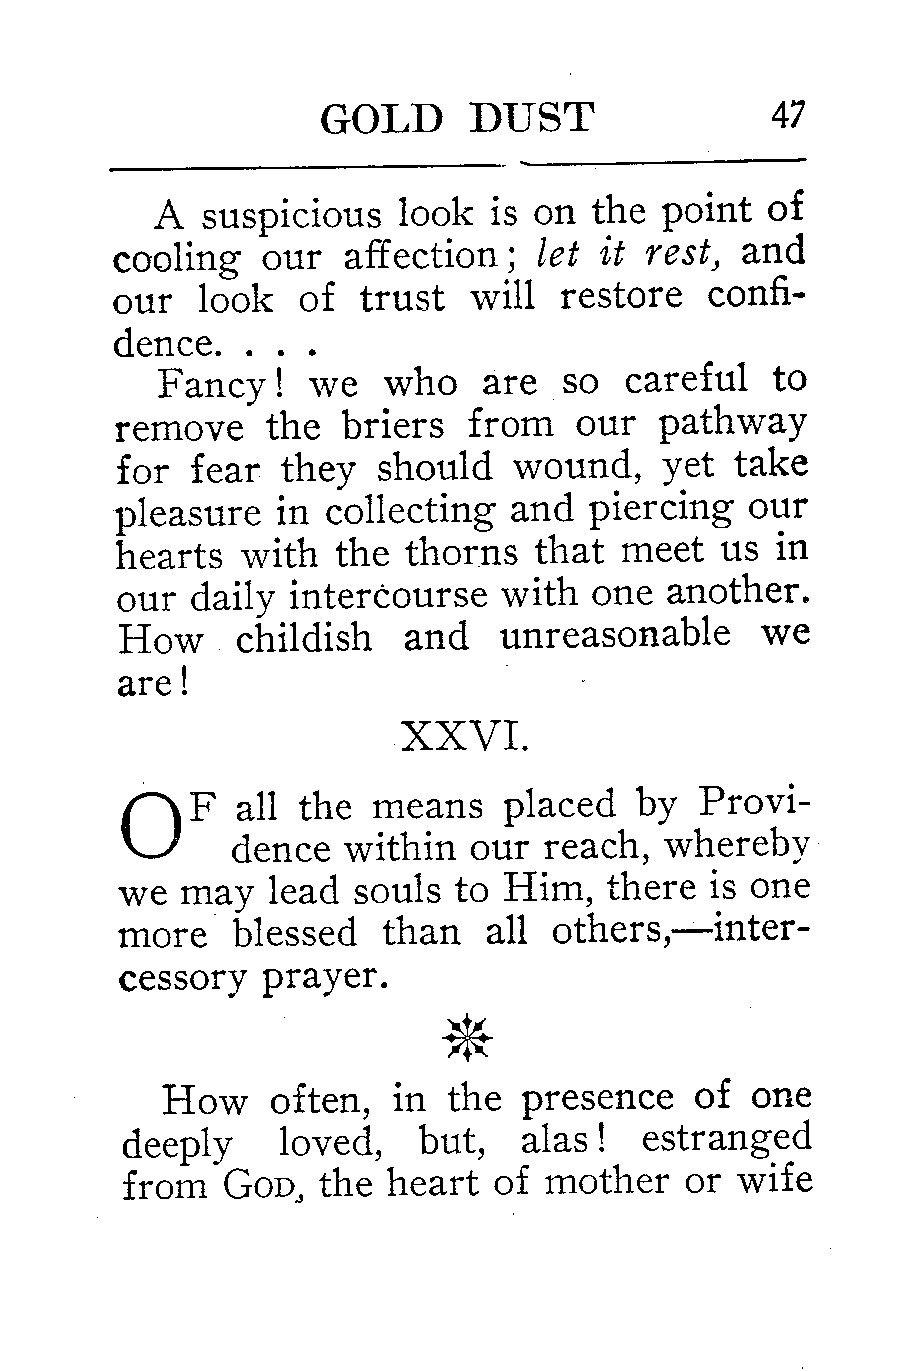 GOLD DUST 47
A suspicious look is on the point of
cooling our affection; let it rest, and
our look of trust will restore confi-
dence. . . .
Fancy! we who are so careful to
remove the briers from our pathway
for fear they should wound, yet take
pleasure in collecting and piercing our
hearts with the thorns that meet us in
our daily intercourse with one another.
How childish and unreasonable we
are!
XXVI.
OF all the means placed by Provi-
dence within our reach, whereby
we may lead souls to Him, there is one
more blessed than all others,—inter-
cessory prayer.
How often, in the presence of one
deeply loved, but, alas! estranged
from GOD, the heart of mother or wife